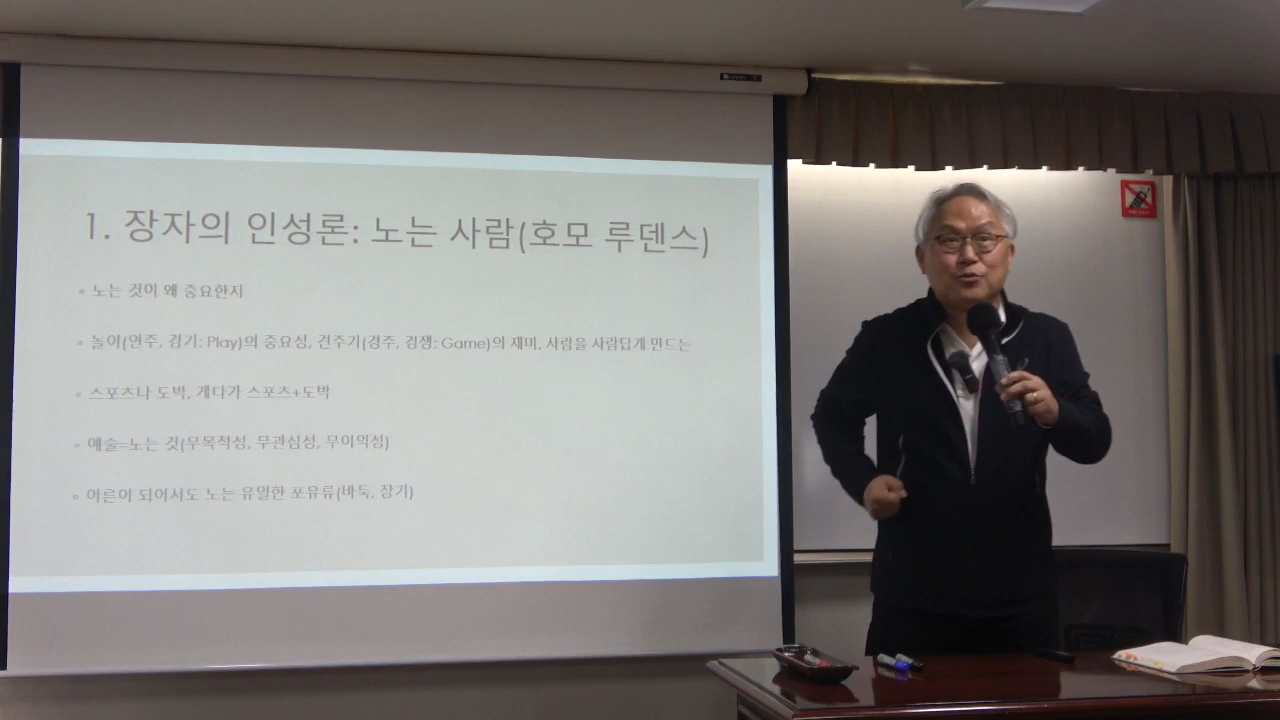 1. 장자의 인성론: 노는 사람(호모 루덴스)
▫ 노는 것이 왜 중요한지
▫ 놀이(연주, 경기: Play)의 중요성, 견주기(경주, 경쟁: Game)의 재미, 사람을 사람답게 만드는
▫ 스포츠나 도박, 게다가 스포츠+도박
▫ 예술=노는 것(무목적성, 무관심성, 무이익성)
▫ 어른이 되어서도 노는 유일한 포유류(바둑, 장기)